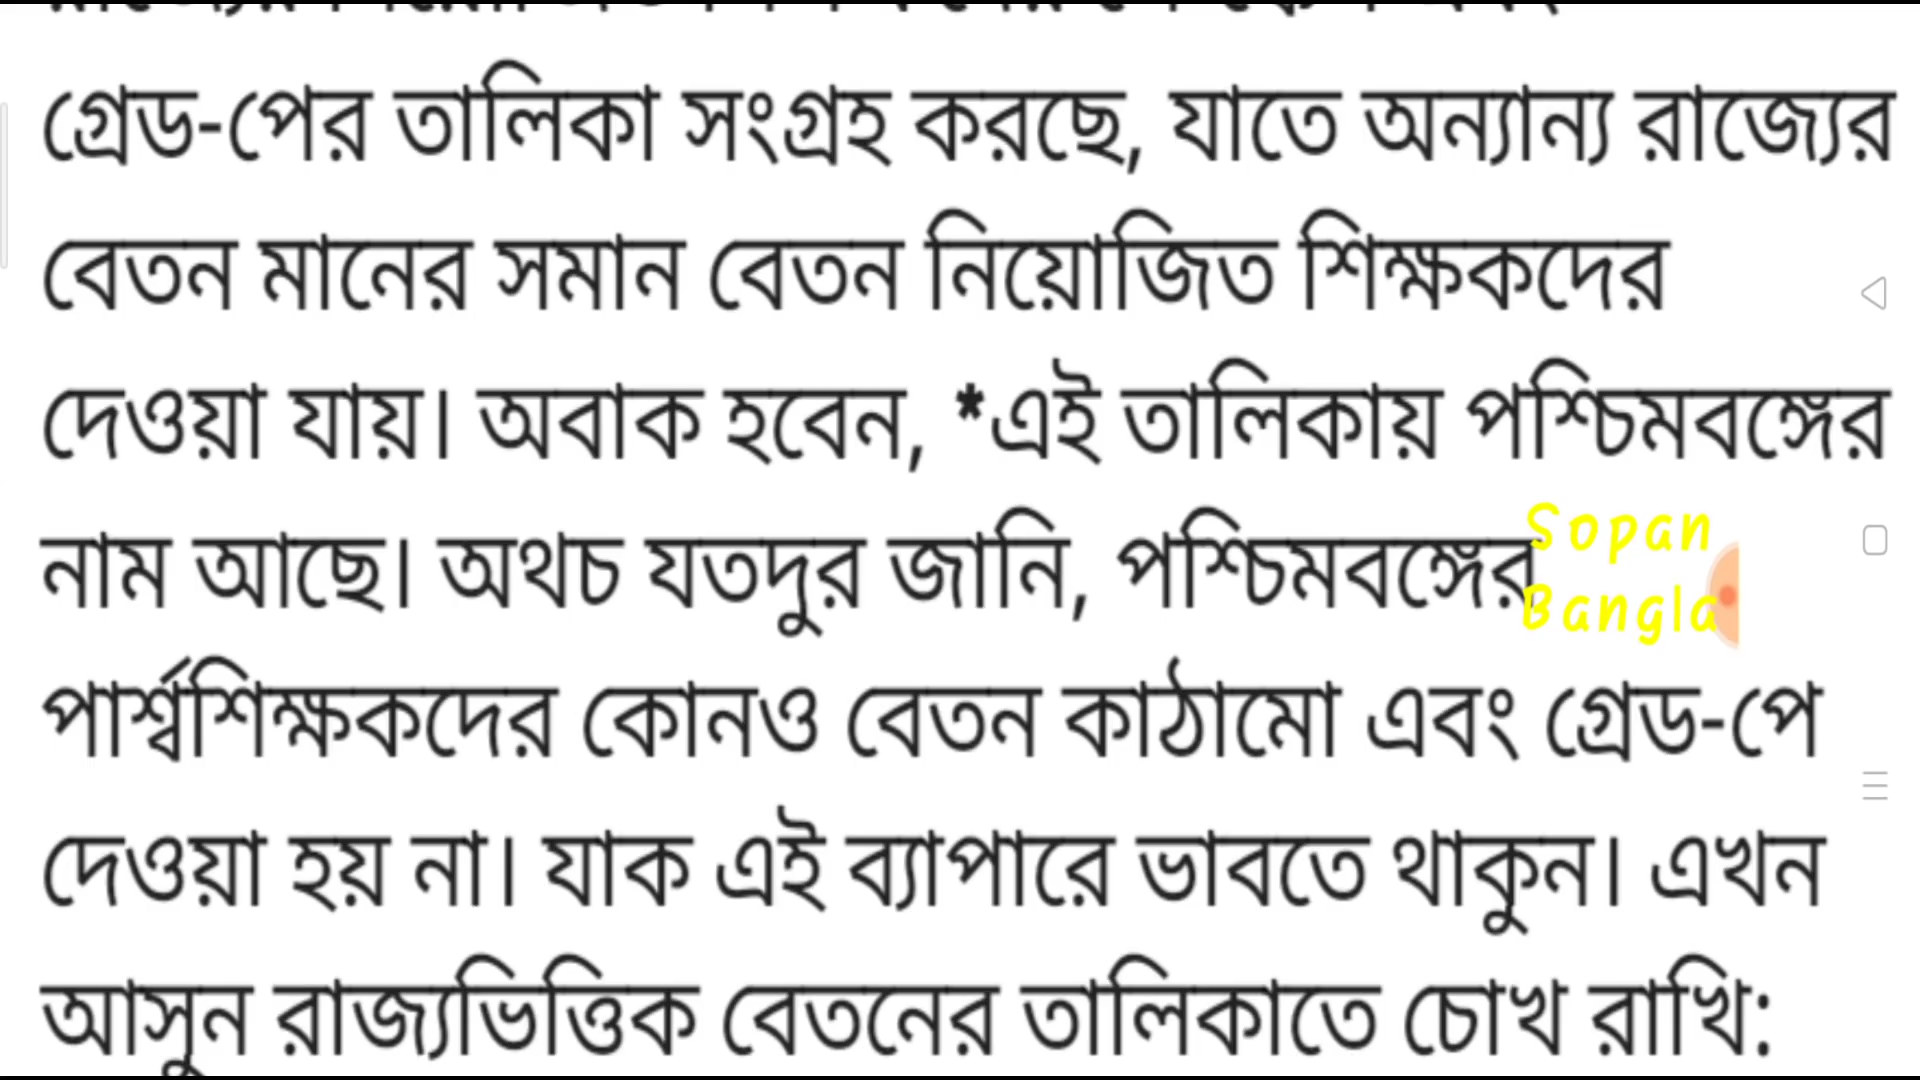 গ্রেড-পের তালিকা সংগ্রহ করছে, যাতে অন্যান্য রাজ্যের
বেতন মানের সমান বেতন নিয়োজিত শিক্ষকদের
দেওয়া যায়। অবাক হবেন, *এই তালিকায় পশ্চিমবঙ্গের
নাম আছে। অথচ যতদুর জানি, পশ্চিমবঙ্গের
Sopan
Bangla
পার্শ্বশিক্ষকদের কোনও বেতন কাঠামো এবং গ্রেড-পে
দেওয়া হয় না। যাক এই ব্যাপারে ভাবতে থাকুন। এখন
আসুন রাজ্যভিত্তিক বেতনের তালিকাতে চোখ রাখি: